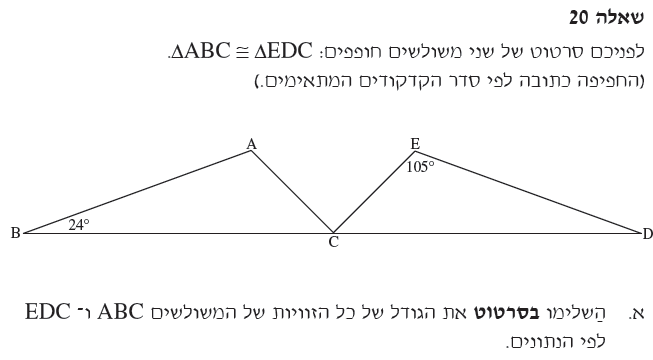 שאלה 20
לפניכם סרטוט של שני משולשים חופפים: ΔABC ≅ ΔEDC.
(החפיפה כתובה לפי סדר הקדקודים המתאימים.)
A
E
105°
24°
B
C
D
א. הַשלימו בסרטוט את הגודל של כל הזוויות של המשולשים ABC ו־ EDC
לפי הנתונים.